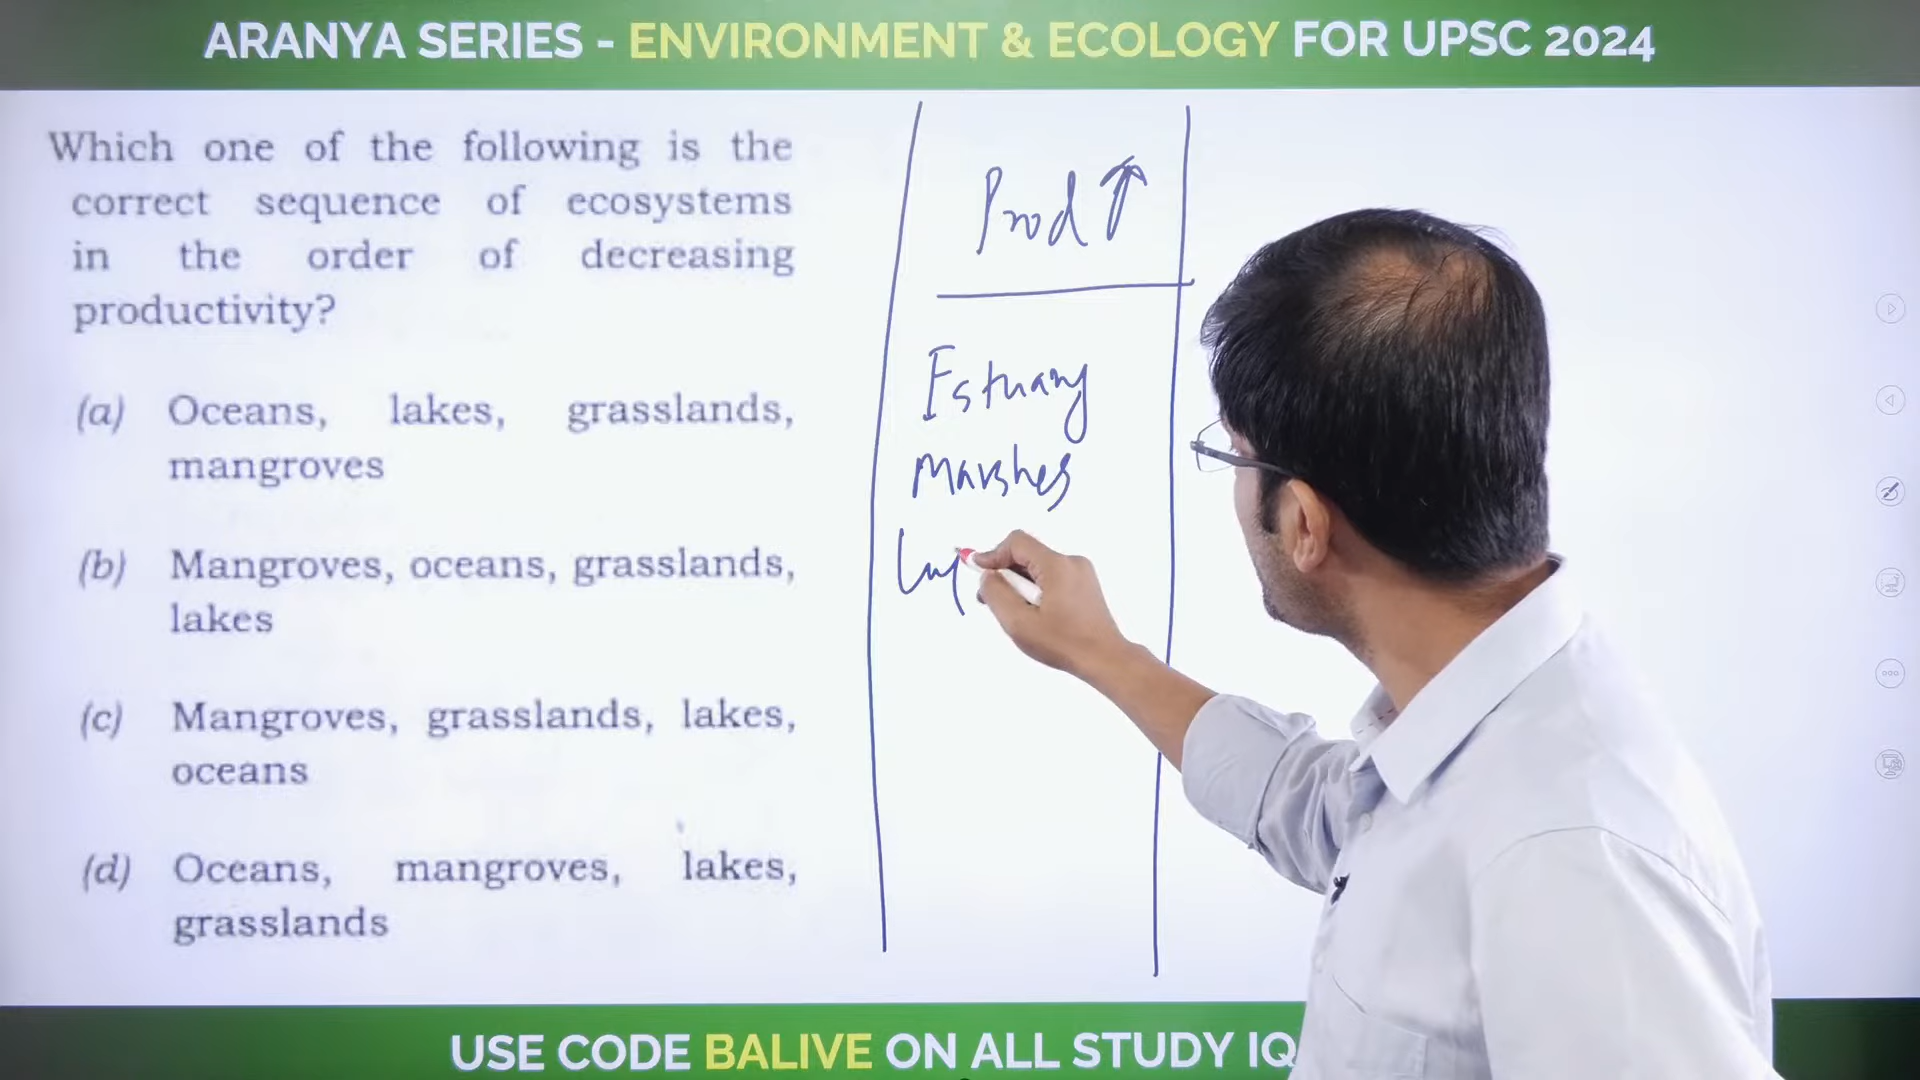 ARANYA SERIES - ENVIRONMENT & ECOLOGY FOR UPSC 2024
Which one of the following is the
correct sequence of ecosystems
in the order of decreasing
productivity?
(a) Oceans, lakes, grasslands,
mangroves
(b) Mangroves, oceans, grasslands,
lakes
(c) Mangroves, grasslands, lakes,
oceans
(d) Oceans, mangroves, lakes,
grasslands
Prod ↑
Estuary
Marshes
USE CODE BALIVE ON ALL STUDY IQ